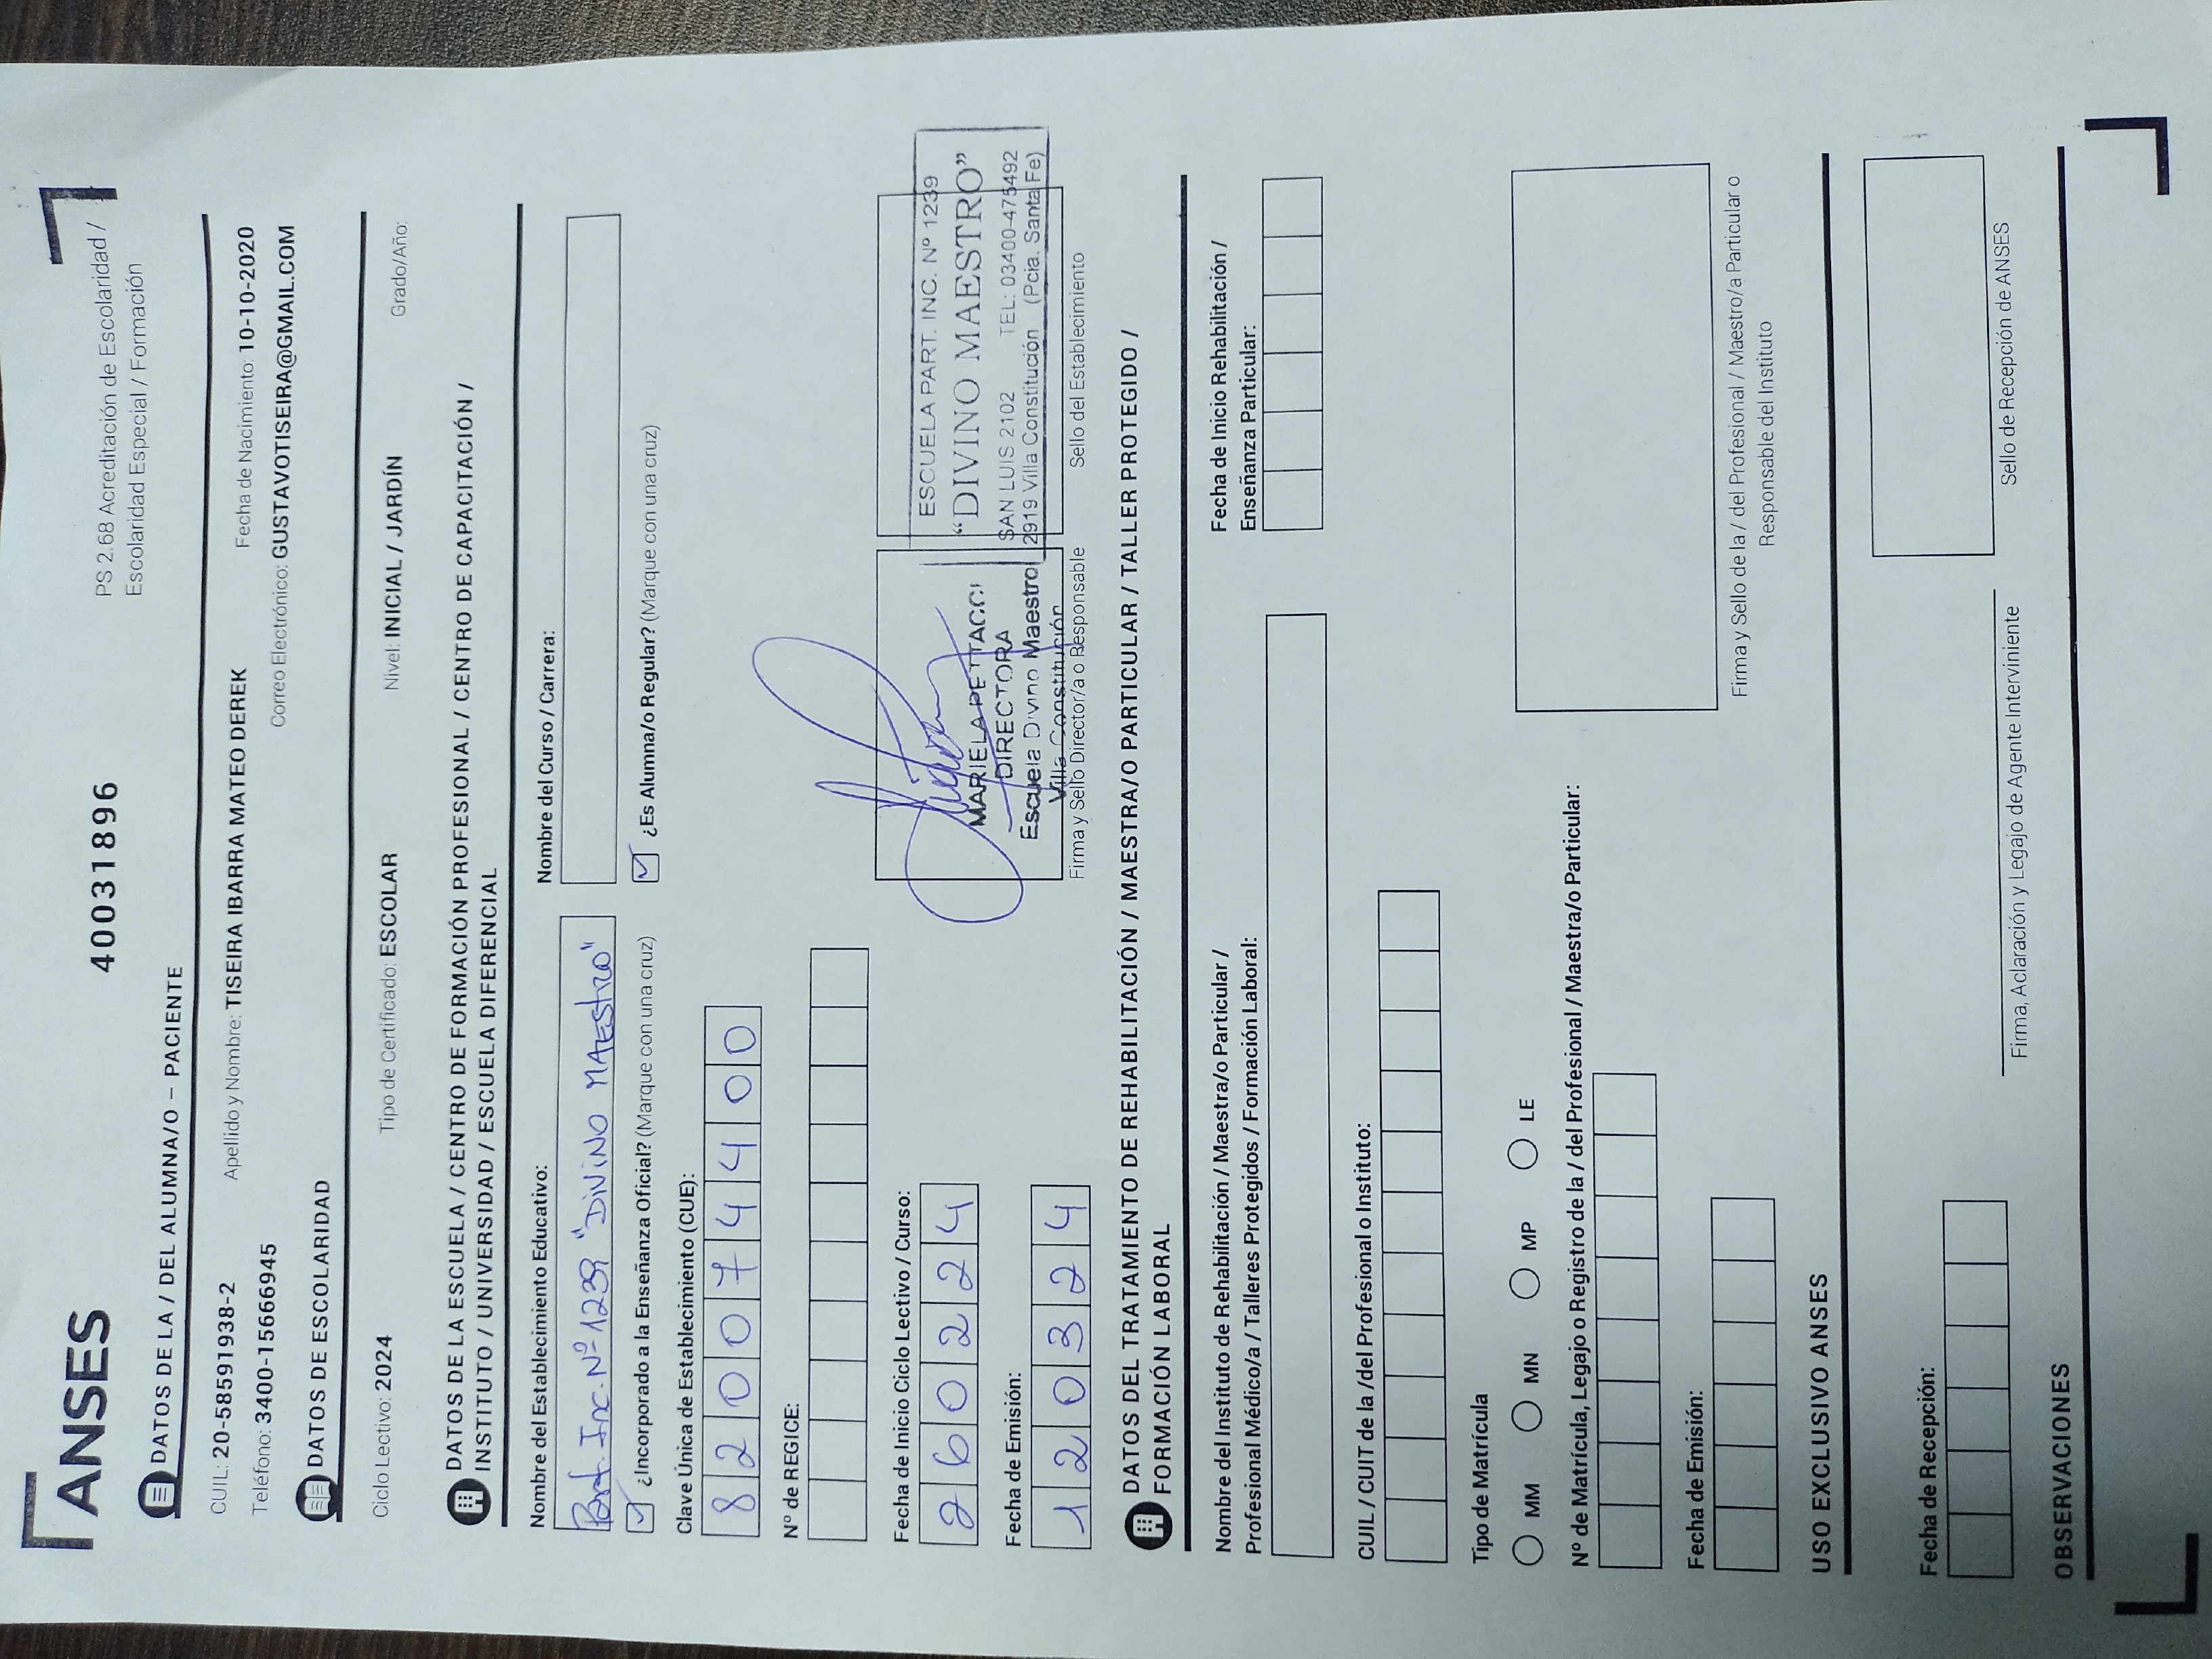 ANSES
40031896
PS 2.68 Acreditación de Escolaridad /
Escolaridad Especial / Formación
DATOS DE LA / DEL ALUMNA/O – PACIENTE
CUIL: 20-58591938-2 Apellido y Nombre: TISEIRA IBARRA MATEO DEREK Fecha de Nacimiento: 10-10-2020
Teléfono: 3400-15666945 Correo Electrónico: GUSTAVOTISEIRA@GMAIL.COM
DATOS DE ESCOLARIDAD
Ciclo Lectivo: 2024 Tipo de Certificado: ESCOLAR Nivel: INICIAL / JARDÍN Grado/Año:
DATOS DE LA ESCUELA / CENTRO DE FORMACIÓN PROFESIONAL / CENTRO DE CAPACITACIÓN /
INSTITUTO / UNIVERSIDAD / ESCUELA DIFERENCIAL
Nombre del Establecimiento Educativo: Nombre del Curso / Carrera:
Part. Inc. Nº 1239 "DiViNO MAEStRO"
¿Incorporado a la Enseñanza Oficial? (Marque con una cruz) ¿Es Alumna/o Regular? (Marque con una cruz)
Clave Única de Establecimiento (CUE):
8 2 0 0 7 4 4 0 0
Nº de REGICE:
Fecha de Inicio Ciclo Lectivo / Curso:
2 6 0 2 2 4
Fecha de Emisión:
1 2 0 3 2 4
MARIELA PETTACCI
DIRECTORA
Escuela Divino Maestro
Villa Constitución
Firma y Sello Director/a o Responsable
ESCUELA PART. INC. Nº 1239
“DIVINO MAESTRO”
SAN LUIS 2102 TEL: 03400-475492
2919 Villa Constitución (Pcia. Santa Fe)
Sello del Establecimiento
DATOS DEL TRATAMIENTO DE REHABILITACIÓN / MAESTRA/O PARTICULAR / TALLER PROTEGIDO /
FORMACIÓN LABORAL
Nombre del Instituto de Rehabilitación / Maestra/o Particular /
Profesional Médico/a / Talleres Protegidos / Formación Laboral:
Fecha de Inicio Rehabilitación /
Enseñanza Particular:
CUIL / CUIT de la /del Profesional o Instituto:
Tipo de Matrícula
MM MN MP LE
Nº de Matrícula, Legajo o Registro de la / del Profesional / Maestra/o Particular:
Fecha de Emisión:
Firma y Sello de la / del Profesional / Maestro/a Particular o
Responsable del Instituto
USO EXCLUSIVO ANSES
Fecha de Recepción:
Firma, Aclaración y Legajo de Agente Interviniente
Sello de Recepción de ANSES
OBSERVACIONES